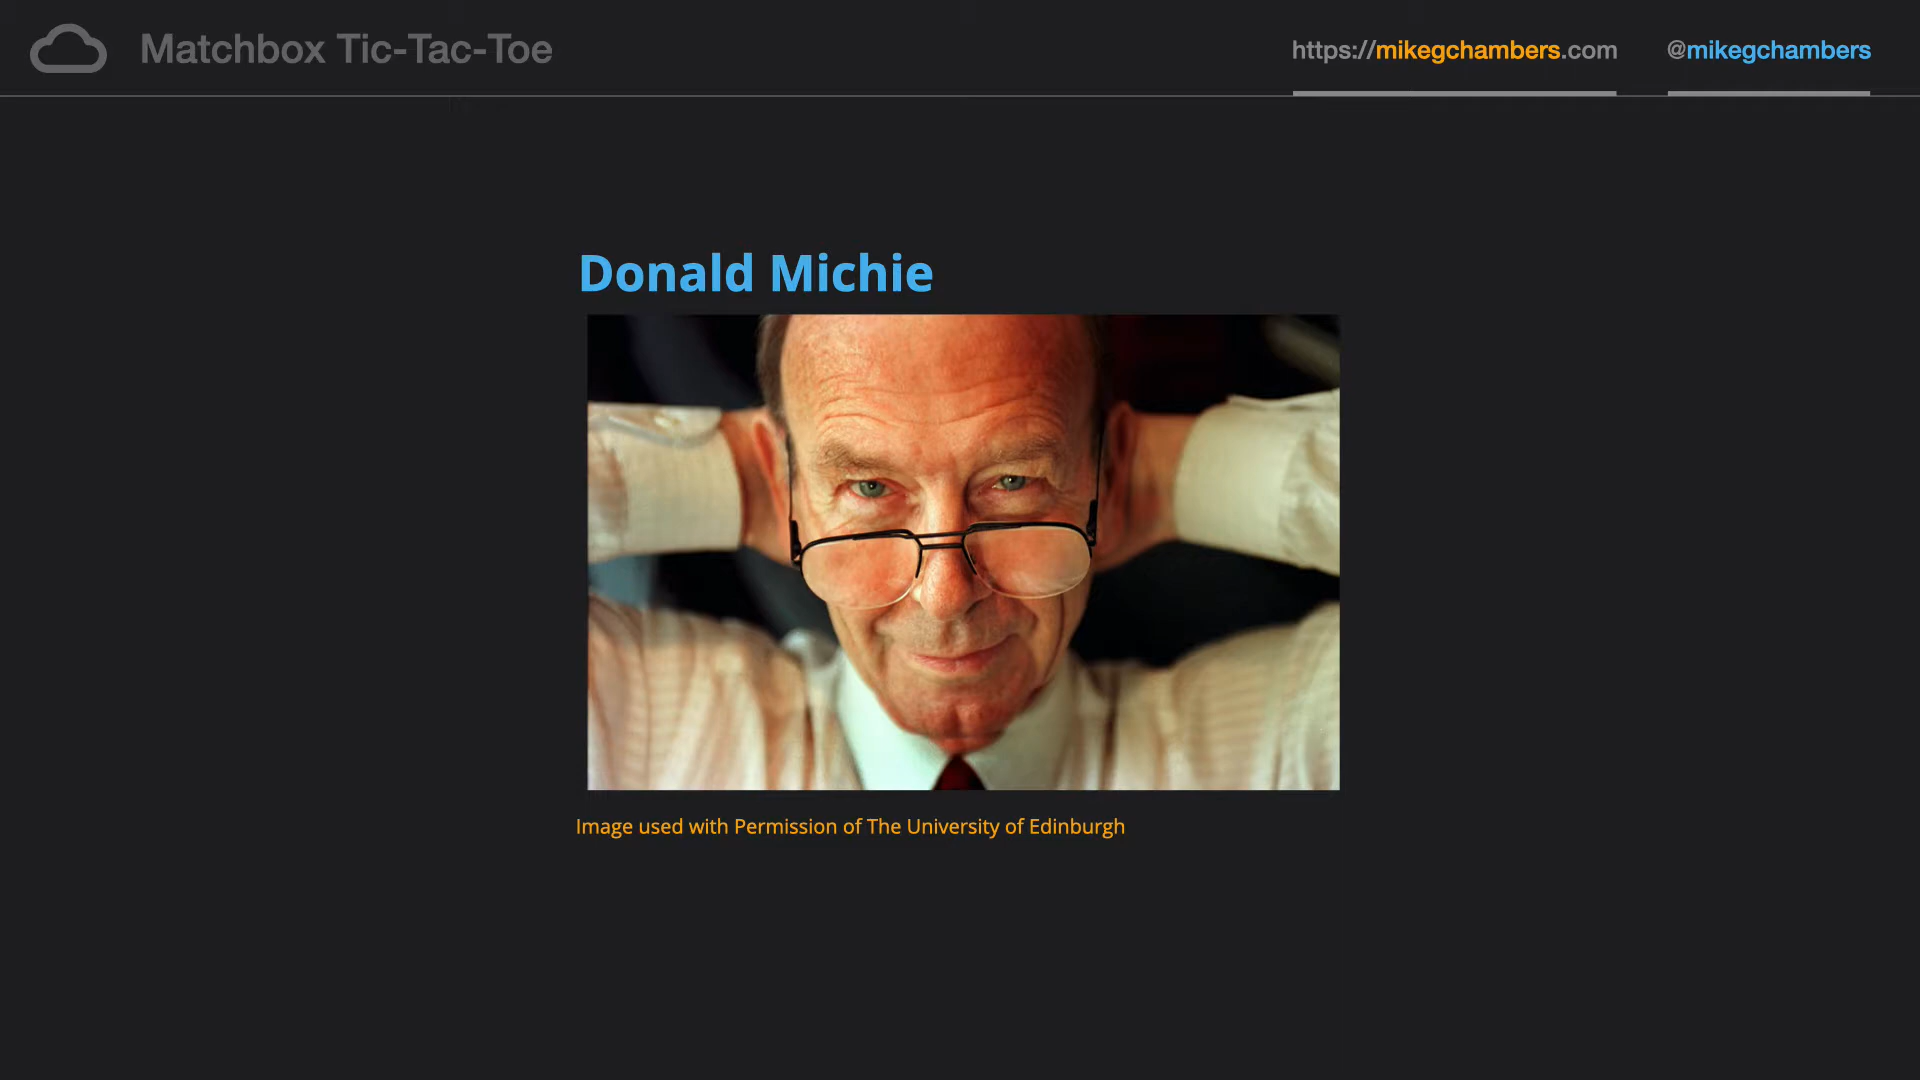 Matchbox Tic-Tac-Toe
https://mikegchambers.com
@mikegchambers
Donald Michie
Image used with Permission of The University of Edinburgh